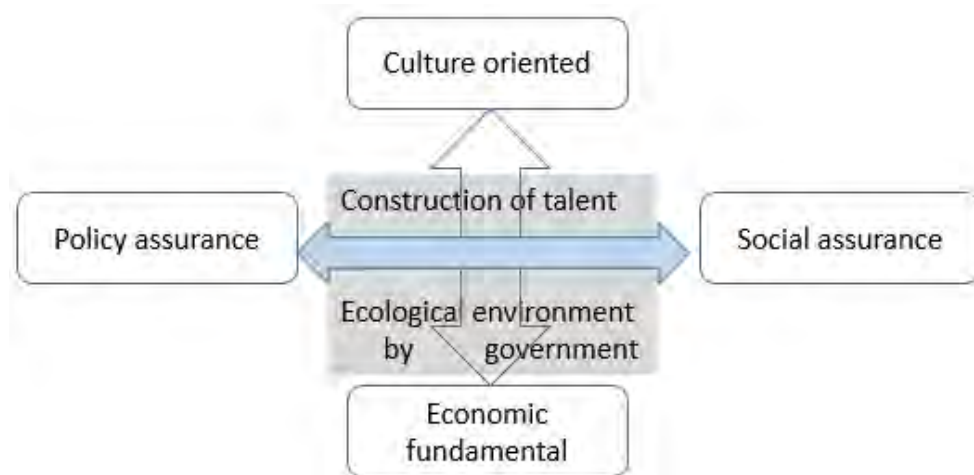 Culture oriented
Construction of talent
Policy assurance
Social assurance
Ecological environment
by government
Economic
fundamental